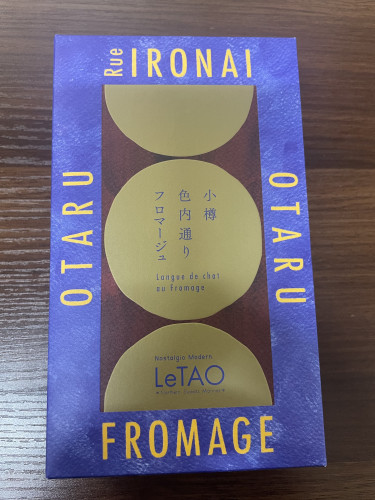 Rue IRONAI
OTARU
OTARU
小樽
色内通り
フロマージュ
Langue de chat
au Fromage
Nostalgic Modern
LeTAO
FROMAGE